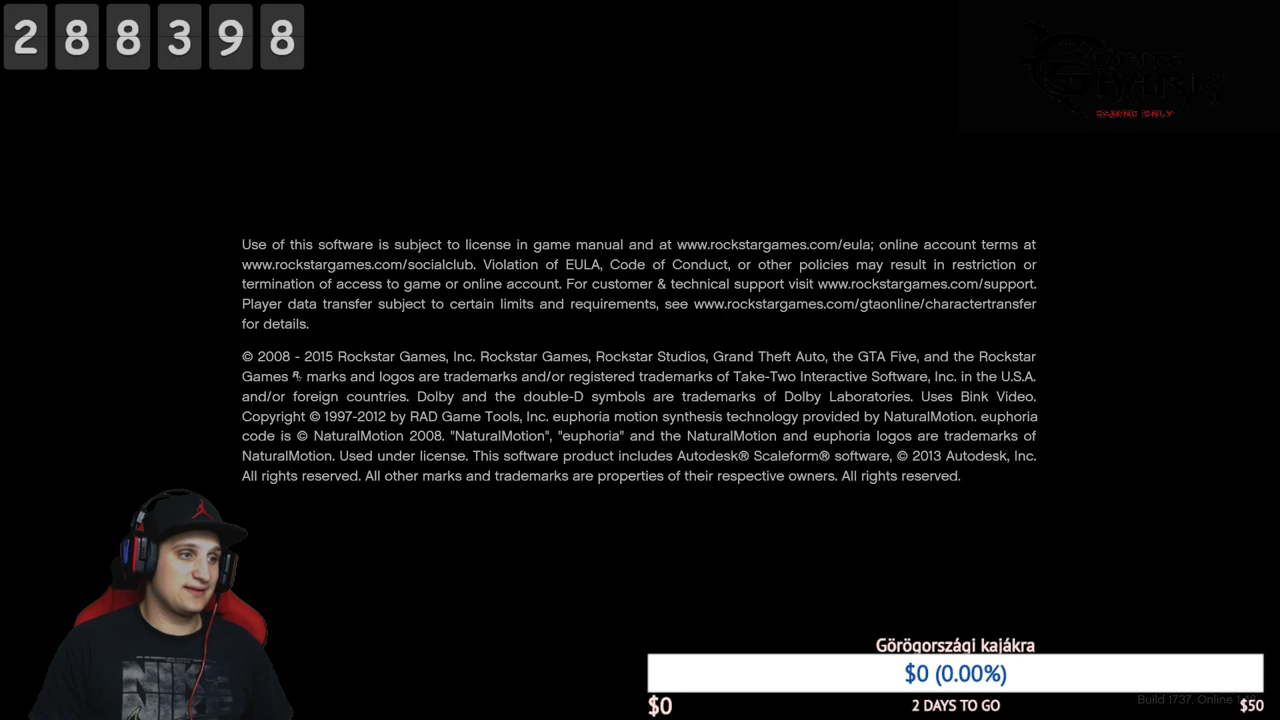 288398
GAMING ONLY
Use of this software is subject to license in game manual and at www.rockstargames.com/eula; online account terms at
www.rockstargames.com/socialclub. Violation of EULA, Code of Conduct, or other policies may result in restriction or
termination of access to game or online account. For customer & technical support visit www.rockstargames.com/support.
Player data transfer subject to certain limits and requirements, see www.rockstargames.com/gtaonline/charactertransfer
for details.
© 2008 - 2015 Rockstar Games, Inc. Rockstar Games, Rockstar Studios, Grand Theft Auto, the GTA Five, and the Rockstar
Games R* marks and logos are trademarks and/or registered trademarks of Take-Two Interactive Software, Inc. in the U.S.A.
and/or foreign countries. Dolby and the double-D symbols are trademarks of Dolby Laboratories. Uses Bink Video.
Copyright © 1997-2012 by RAD Game Tools, Inc. euphoria motion synthesis technology provided by NaturalMotion. euphoria
code is © NaturalMotion 2008. "NaturalMotion", "euphoria" and the NaturalMotion and euphoria logos are trademarks of
NaturalMotion. Used under license. This software product includes Autodesk® Scaleform® software, © 2013 Autodesk, Inc.
All rights reserved. All other marks and trademarks are properties of their respective owners. All rights reserved.
NIKE
Görögországi kajákra
$0 (0.00%)
$0 2 DAYS TO GO $50
Build 1737. Online